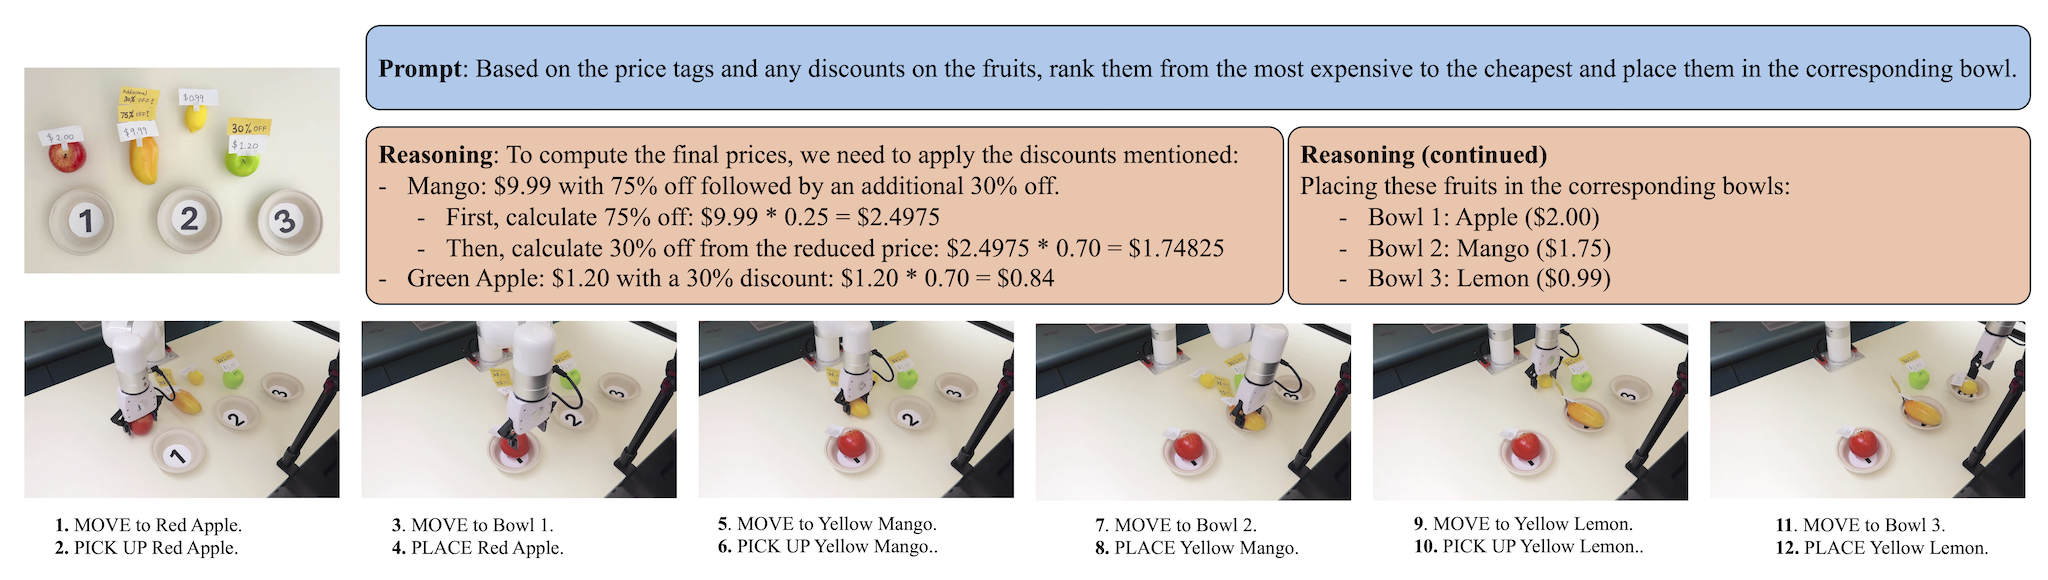 Prompt: Based on the price tags and any discounts on the fruits, rank them from the most expensive to the cheapest and place them in the corresponding bowl.
Additional
30% OFF!
75% OFF!
$0.99
$2.00
$9.99
30% OFF
$1.20
1
2
3
Reasoning: To compute the final prices, we need to apply the discounts mentioned:
- Mango: $9.99 with 75% off followed by an additional 30% off.
- First, calculate 75% off: $9.99 * 0.25 = $2.4975
- Then, calculate 30% off from the reduced price: $2.4975 * 0.70 = $1.74825
- Green Apple: $1.20 with a 30% discount: $1.20 * 0.70 = $0.84
Reasoning (continued)
Placing these fruits in the corresponding bowls:
- Bowl 1: Apple ($2.00)
- Bowl 2: Mango ($1.75)
- Bowl 3: Lemon ($0.99)
1
2
3
2
3
2
3
3
3
1. MOVE to Red Apple.
2. PICK UP Red Apple.
3. MOVE to Bowl 1.
4. PLACE Red Apple.
5. MOVE to Yellow Mango.
6. PICK UP Yellow Mango..
7. MOVE to Bowl 2.
8. PLACE Yellow Mango.
9. MOVE to Yellow Lemon.
10. PICK UP Yellow Lemon..
11. MOVE to Bowl 3.
12. PLACE Yellow Lemon.